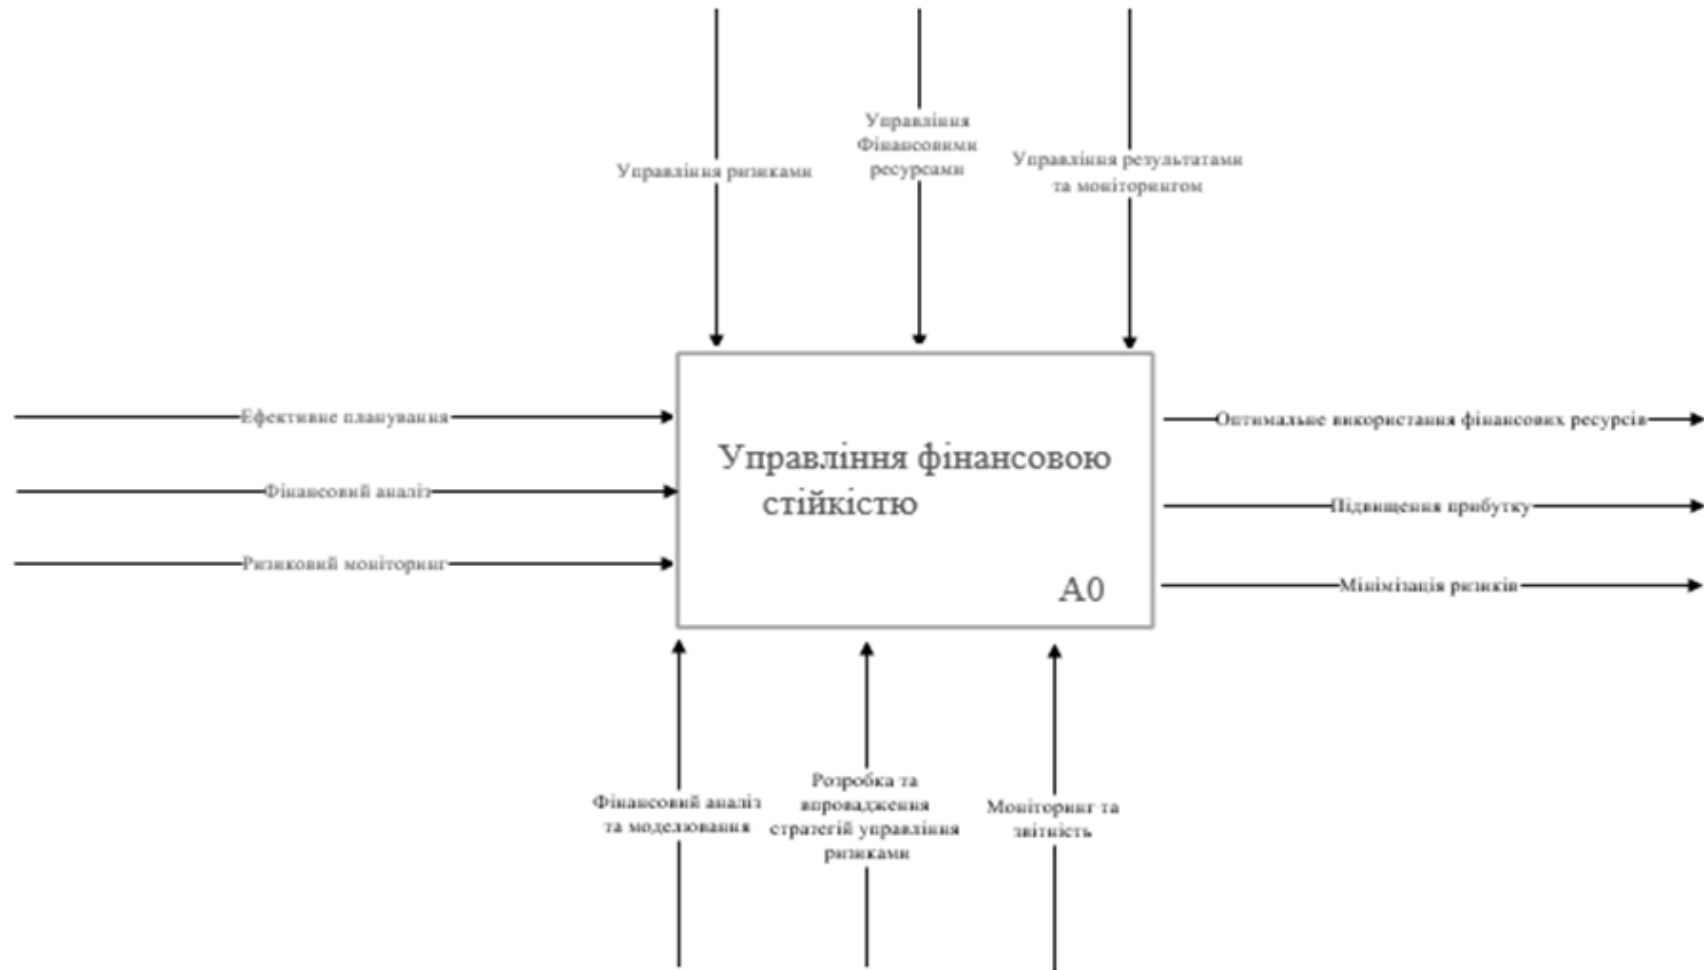 Управління ризиками
Управління
Фінансовими
ресурсами
Управління результатами
та моніторингом
Ефективне планування
Фінансовий аналіз
Ризиковий моніторинг
Управління фінансовою
стійкістю
А0
Оптимальне використання фінансових ресурсів
Підвищення прибутку
Мінімізація ризиків
Фінансовий аналіз
та моделювання
Розробка та
впровадження
стратегій управління
ризиками
Моніторинг та
звітність